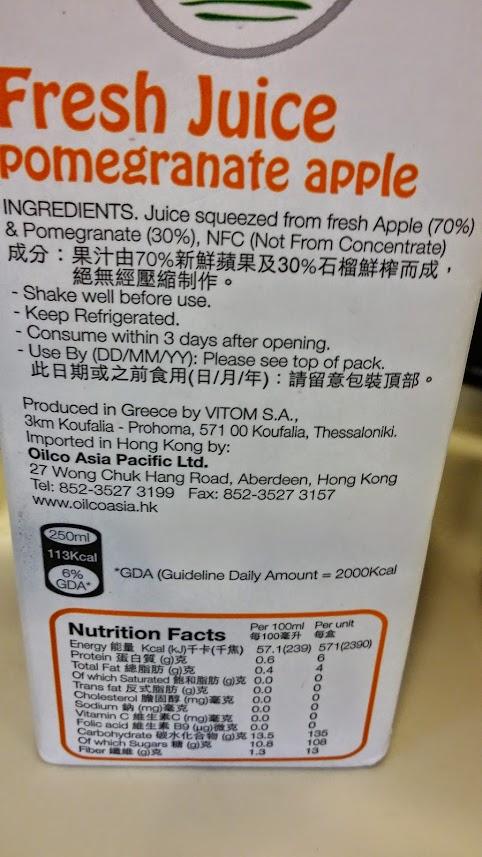 Fresh Juice
pomegranate apple
INGREDIENTS. Juice squeezed from fresh Apple (70%)
& Pomegranate (30%), NFC (Not From Concentrate)
成分：果汁由70%新鮮蘋果及30%石榴鮮榨而成，
絕無經壓縮制作。
- Shake well before use.
- Keep Refrigerated.
- Consume within 3 days after opening.
- Use By (DD/MM/YY): Please see top of pack.
此日期或之前食用(日/月/年)：請留意包裝頂部。
Produced in Greece by VITOM S.A.,
3km Koufalia - Prohoma, 571 00 Koufalia, Thessaloniki.
Imported in Hong Kong by:
Oilco Asia Pacific Ltd.
27 Wong Chuk Hang Road, Aberdeen, Hong Kong
Tel: 852-3527 3199 Fax: 852-3527 3157
www.oilcoasia.hk
250ml
113Kcal
6%
GDA*
*GDA (Guideline Daily Amount = 2000Kcal
Nutrition Facts Per 100ml Per unit
每100毫升 每盒
Energy 能量 Kcal (kJ)千卡(千焦) 57.1(239) 571(2390)
Protein 蛋白質 (g)克 0.6 6
Total Fat 總脂肪 (g)克 0.4 4
Of which Saturated 飽和脂肪 (g)克 0.0 0
Trans fat 反式脂肪 (g)克 0.0 0
Cholesterol 膽固醇 (mg)毫克 0.0 0
Sodium 鈉 (mg)毫克 0.0 0
Vitamin C 維生素C (mg)毫克 0.0 0
Folic acid 維生素 B9 (μg)微克 0.0 0
Carbohydrate 碳水化合物 (g)克 13.5 135
Of which Sugars 糖 (g)克 10.8 108
Fiber 纖維 (g)克 1.3 13